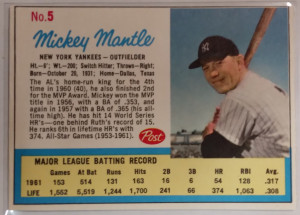 No.5
Mickey Mantle
NEW YORK YANKEES - OUTFIELDER
Ht.-6'; Wt.-200; Switch Hitter; Throws-Right;
Born-October 20, 1931; Home-Dallas, Texas
The AL's home-run king for the 4th
time in 1960 (40), he also finished 2nd
for the MVP Award. Mickey won the MVP
title in 1956, with a BA of .353, and
again in 1957 with a BA of .365 (his all-
time high). He has hit 14 World Series
HR's—one behind Ruth's record of 15.
He ranks 6th in lifetime HR's with
374. All-Star Games (1953-1961).
Post
MAJOR LEAGUE BATTING RECORD
Games At Bat Runs Hits 2B 3B HR RBI Avg.
1961 153 514 131 163 16 6 54 128 .317
LIFE 1,552 5,519 1,244 1,700 241 66 374 1,063 .308